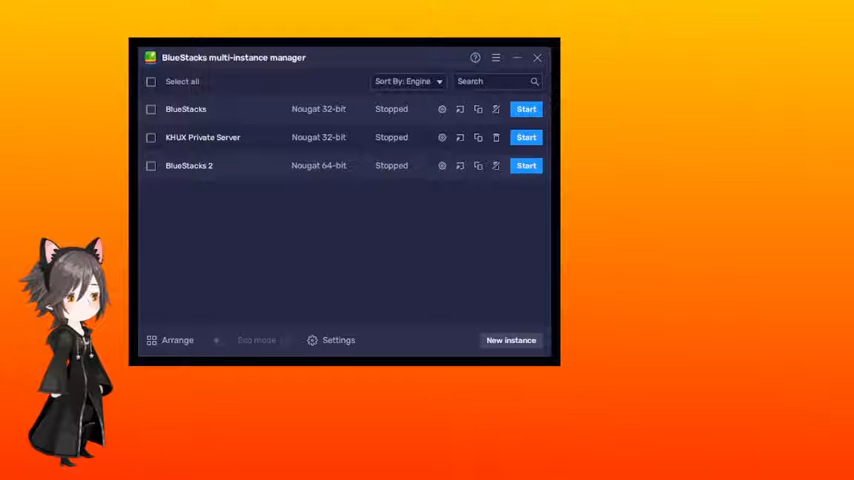 BlueStacks multi-instance manager
Select all
Sort By: Engine
Search
BlueStacks Nougat 32-bit Stopped Start
KHUX Private Server Nougat 32-bit Stopped Start
BlueStacks 2 Nougat 64-bit Stopped Start
Arrange Eco mode Settings New instance